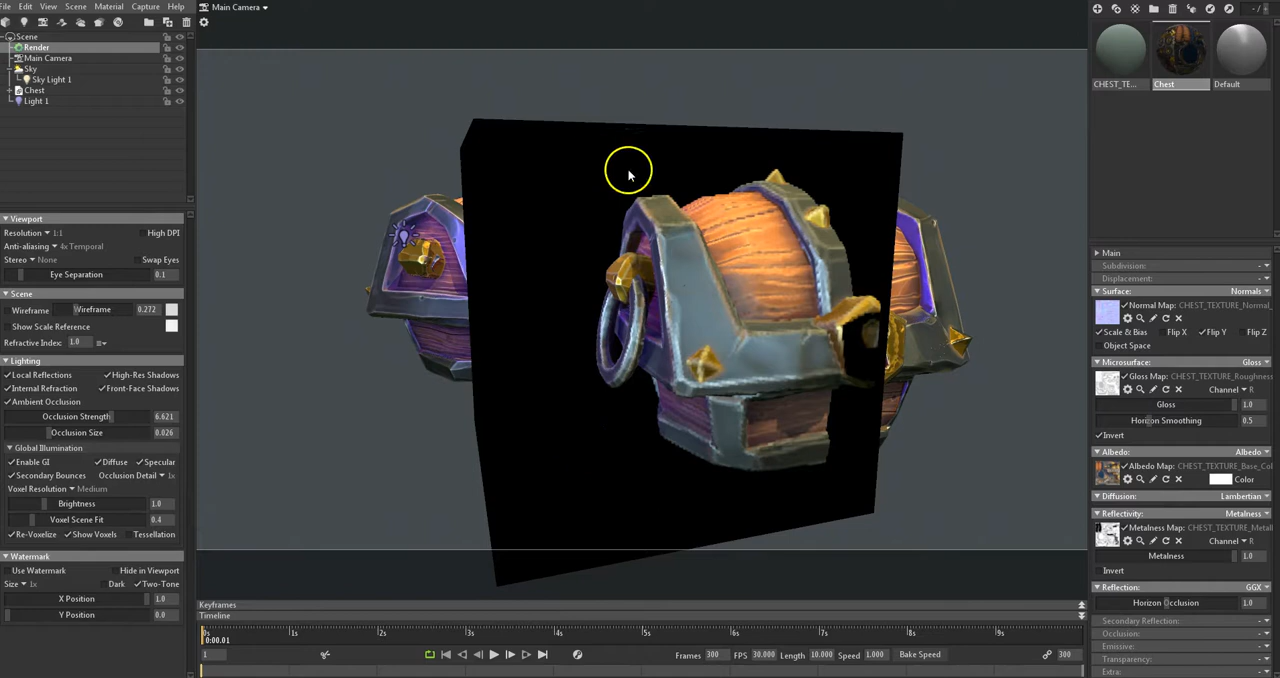 File Edit View Scene Material Capture Help
Main Camera
- / +
Scene
Render
Main Camera
Sky
Sky Light 1
Chest
Light 1
CHEST_TE... Chest Default
Viewport
Resolution 1:1 High DPI
Anti-aliasing 4x Temporal
Stereo None Swap Eyes
Eye Separation 0.1
Scene
Wireframe Wireframe 0.272
Show Scale Reference
Refractive Index: 1.0
Lighting
Local Reflections High-Res Shadows
Internal Refraction Front-Face Shadows
Ambient Occlusion
Occlusion Strength 6.621
Occlusion Size 0.026
Global Illumination
Enable GI Diffuse Specular
Secondary Bounces Occlusion Detail 1x
Voxel Resolution Medium
Brightness 1.0
Voxel Scene Fit 0.4
Re-Voxelize Show Voxels Tessellation
Watermark
Use Watermark Hide in Viewport
Size 1x Dark Two-Tone
X Position 1.0
Y Position 0.0
Main
Subdivision: -
Displacement: -
Surface: Normals
Normal Map: CHEST_TEXTURE_Normal_
Scale & Bias Flip X Flip Y Flip Z
Object Space
Microsurface: Gloss
Gloss Map: CHEST_TEXTURE_Roughness
Channel R
Gloss 1.0
Horizon Smoothing 0.5
Invert
Albedo: Albedo
Albedo Map: CHEST_TEXTURE_Base_Co
Color
Diffusion: Lambertian
Reflectivity: Metalness
Metalness Map: CHEST_TEXTURE_Metall
Channel R
Metalness 1.0
Invert
Reflection: GGX
Horizon Occlusion 1.0
Secondary Reflection: -
Occlusion: -
Emissive: -
Transparency: -
Extra: -
Keyframes
Timeline
0s 1s 2s 3s 4s 5s 6s 7s 8s 9s
0:00.01
1 Frames 300 FPS 30.000 Length 10.000 Speed 1.000 Bake Speed 300